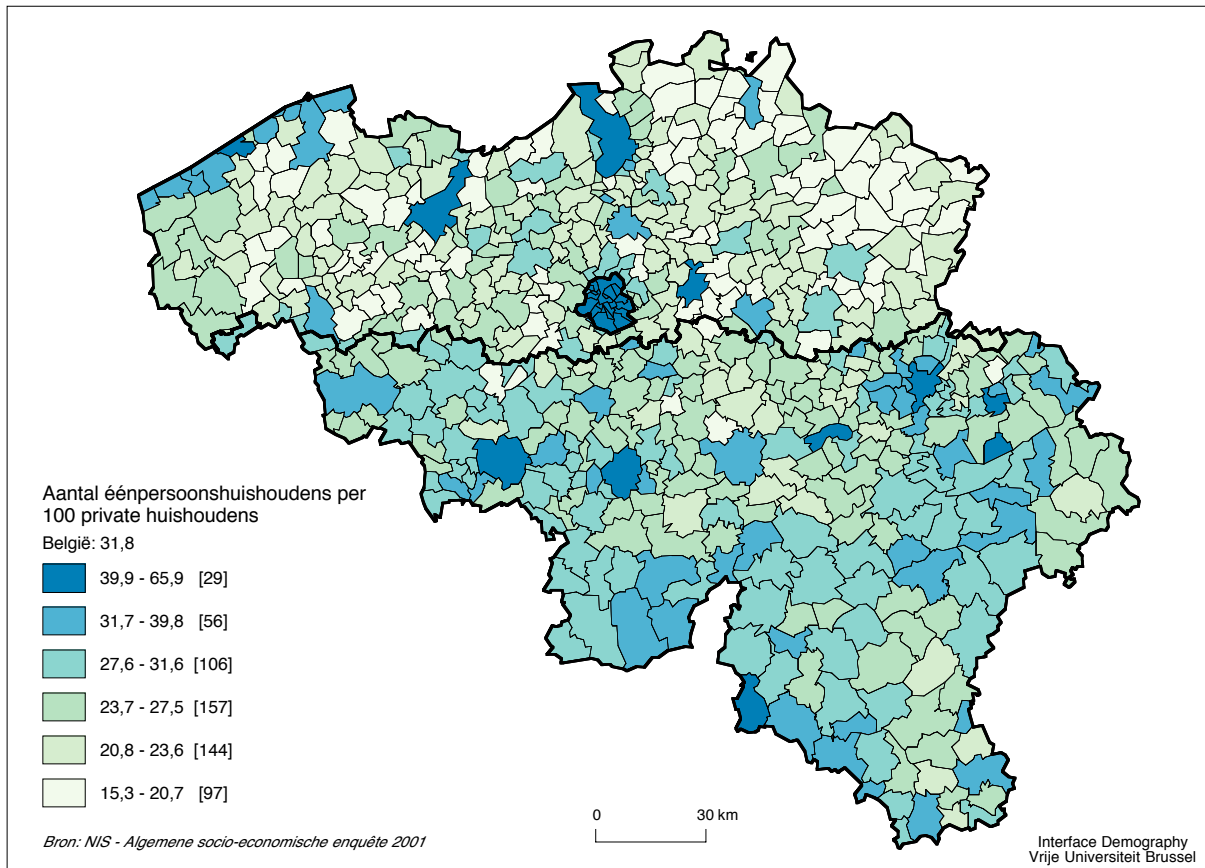 Aantal éénpersoonshuishoudens per
100 private huishoudens
België: 31,8
39,9 - 65,9 [29]
31,7 - 39,8 [56]
27,6 - 31,6 [106]
23,7 - 27,5 [157]
20,8 - 23,6 [144]
15,3 - 20,7 [97]
Bron: NIS - Algemene socio-economische enquête 2001
0 30 km
Interface Demography
Vrije Universiteit Brussel